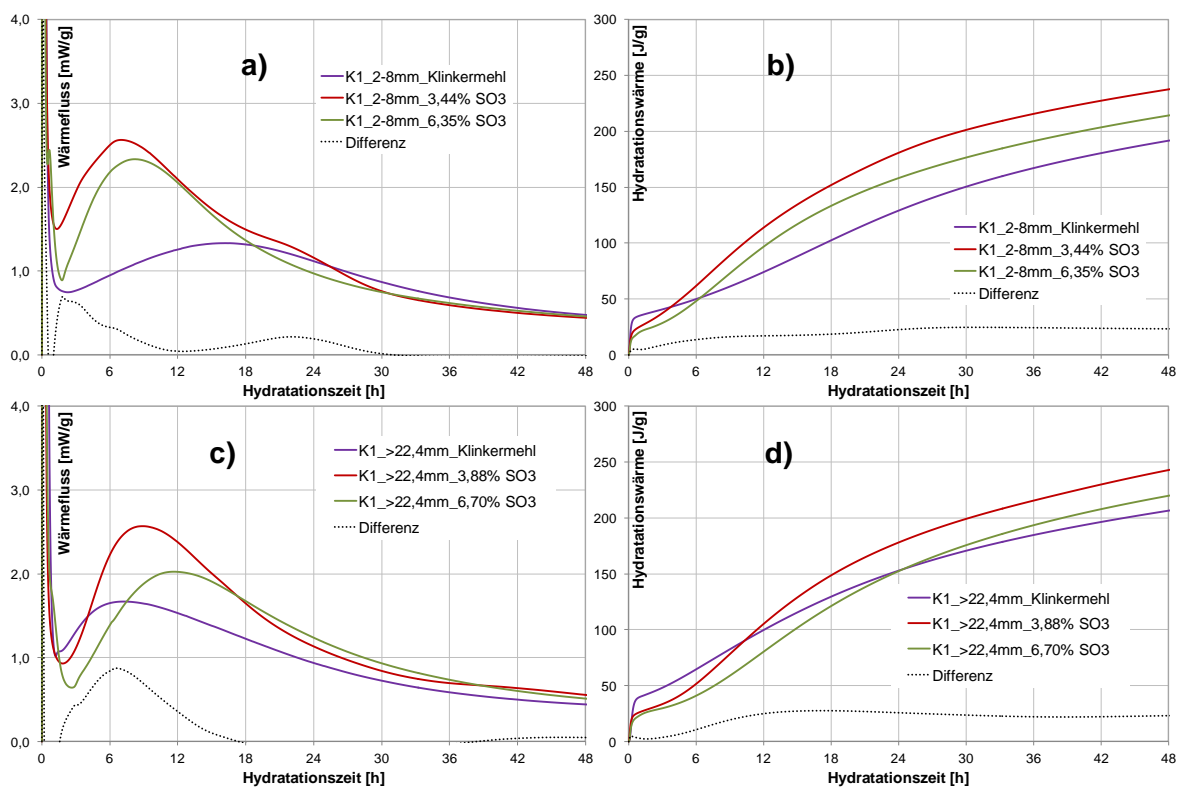 a)
Wärmefluss [mW/g]
4,0
3,0
2,0
1,0
0,0
K1_2-8mm_Klinkermehl
K1_2-8mm_3,44% SO3
K1_2-8mm_6,35% SO3
Differenz
0 6 12 18 24 30 36 42 48
Hydratationszeit [h]
b)
Hydratationswärme [J/g]
300
250
200
150
100
50
0
K1_2-8mm_Klinkermehl
K1_2-8mm_3,44% SO3
K1_2-8mm_6,35% SO3
Differenz
0 6 12 18 24 30 36 42 48
Hydratationszeit [h]
c)
Wärmefluss [mW/g]
4,0
3,0
2,0
1,0
0,0
K1_>22,4mm_Klinkermehl
K1_>22,4mm_3,88% SO3
K1_>22,4mm_6,70% SO3
Differenz
0 6 12 18 24 30 36 42 48
Hydratationszeit [h]
d)
Hydratationswärme [J/g]
300
250
200
150
100
50
0
K1_>22,4mm_Klinkermehl
K1_>22,4mm_3,88% SO3
K1_>22,4mm_6,70% SO3
Differenz
0 6 12 18 24 30 36 42 48
Hydratationszeit [h]